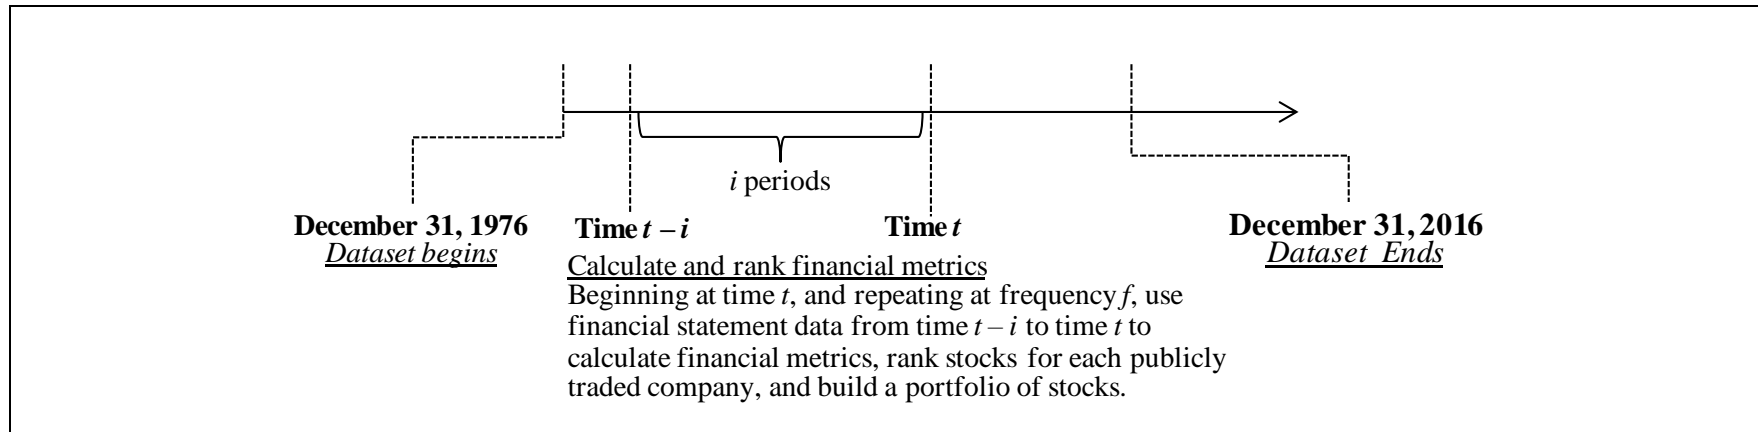 i periods
December 31, 1976
Dataset begins
Time t – i
Time t
December 31, 2016
Dataset Ends
Calculate and rank financial metrics
Beginning at time t, and repeating at frequency f, use
financial statement data from time t – i to time t to
calculate financial metrics, rank stocks for each publicly
traded company, and build a portfolio of stocks.